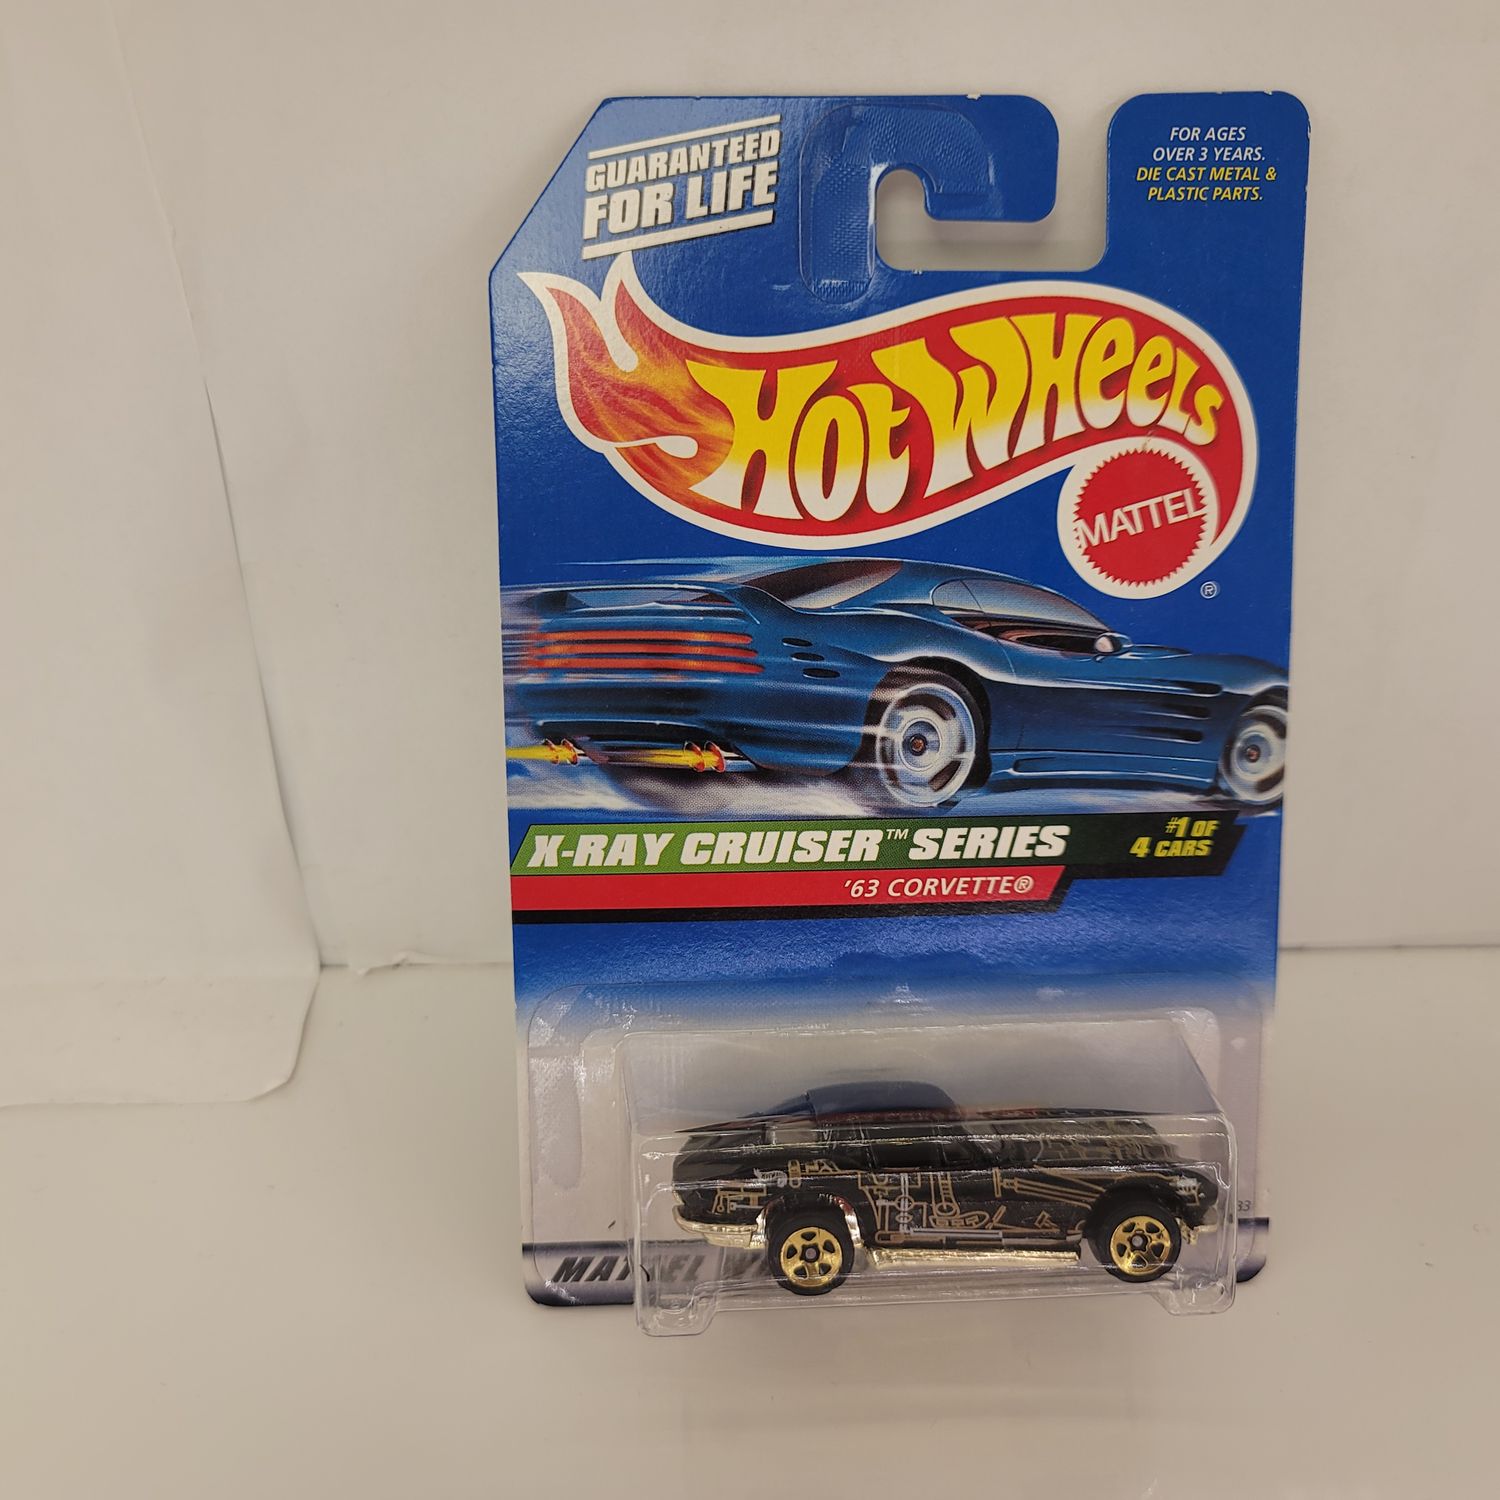 GUARANTEED
FOR LIFE
FOR AGES
OVER 3 YEARS.
DIE CAST METAL &
PLASTIC PARTS.
HOT WHEELS
MATTEL
®
X-RAY CRUISER™ SERIES
#1 OF
4 CARS
'63 CORVETTE®
MATTEL